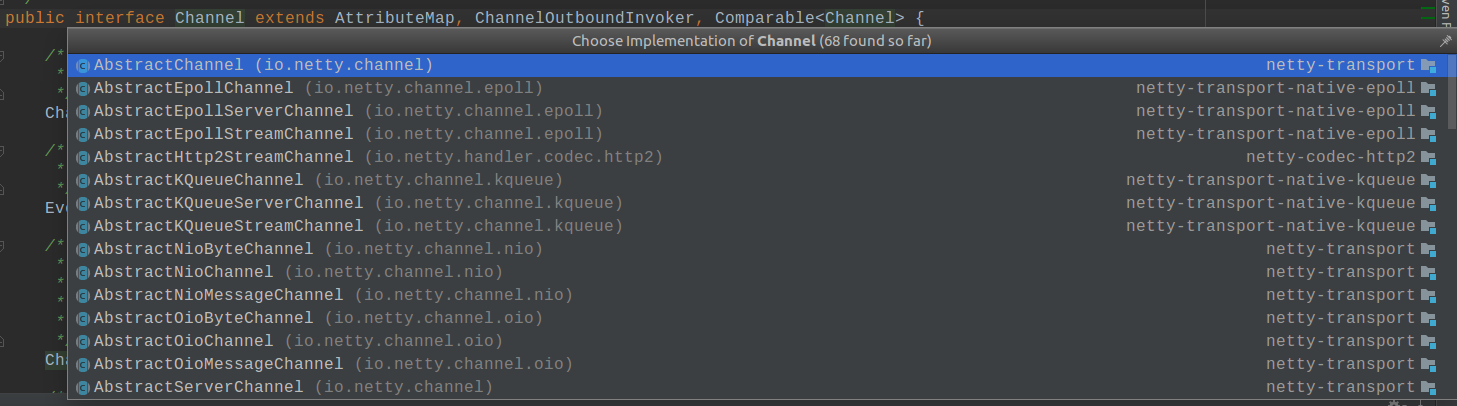 public interface Channel extends AttributeMap, ChannelOutboundInvoker, Comparable<Channel> {
Choose Implementation of Channel (68 found so far)
AbstractChannel (io.netty.channel) netty-transport
AbstractEpollChannel (io.netty.channel.epoll) netty-transport-native-epoll
AbstractEpollServerChannel (io.netty.channel.epoll) netty-transport-native-epoll
AbstractEpollStreamChannel (io.netty.channel.epoll) netty-transport-native-epoll
AbstractHttp2StreamChannel (io.netty.handler.codec.http2) netty-codec-http2
AbstractKQueueChannel (io.netty.channel.kqueue) netty-transport-native-kqueue
AbstractKQueueServerChannel (io.netty.channel.kqueue) netty-transport-native-kqueue
AbstractKQueueStreamChannel (io.netty.channel.kqueue) netty-transport-native-kqueue
AbstractNioByteChannel (io.netty.channel.nio) netty-transport
AbstractNioChannel (io.netty.channel.nio) netty-transport
AbstractNioMessageChannel (io.netty.channel.nio) netty-transport
AbstractOioByteChannel (io.netty.channel.oio) netty-transport
AbstractOioChannel (io.netty.channel.oio) netty-transport
AbstractOioMessageChannel (io.netty.channel.oio) netty-transport
AbstractServerChannel (io.netty.channel) netty-transport